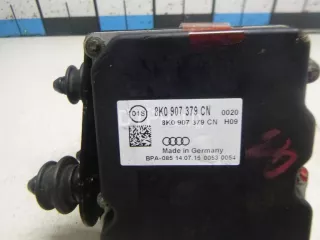 8K0 907 379 CN 0020
8K0 907 379 CN H09
Made in Germany
BPA-085 14.07.15 0053 0054